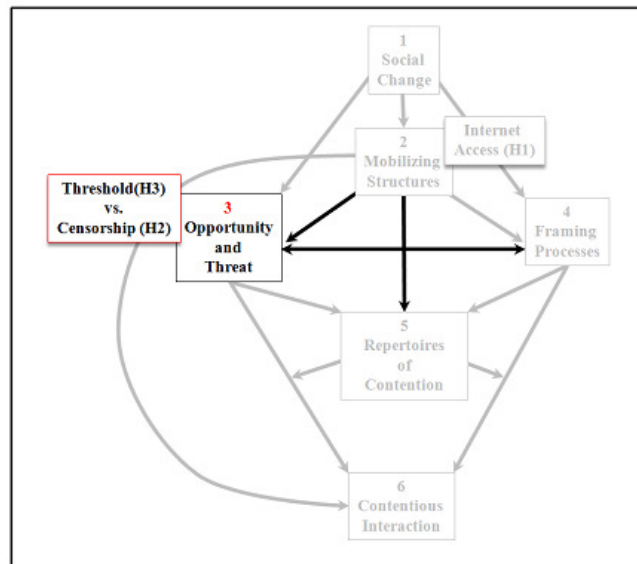 1
Social
Change
Internet
Access (H1)
2
Mobilizing
Structures
Threshold(H3)
vs.
Censorship (H2)
3
Opportunity
and
Threat
4
Framing
Processes
5
Repertoires
of
Contention
6
Contentious
Interaction